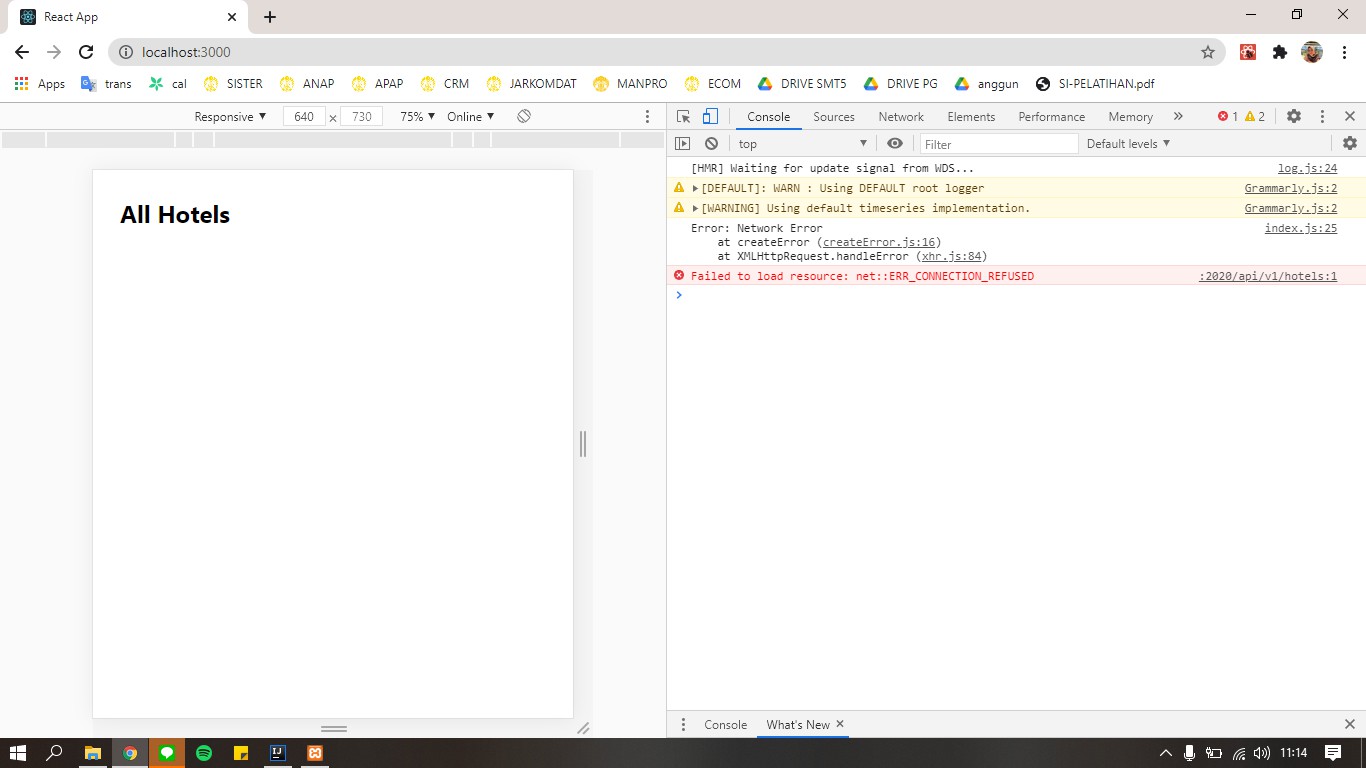 React App
localhost:3000
Apps trans cal SISTER ANAP APAP CRM JARKOMDAT MANPRO ECOM DRIVE SMT5 DRIVE PG anggun SI-PELATIHAN.pdf
Responsive 640 × 730 75% Online
Console Sources Network Elements Performance Memory 1 2
top Filter Default levels
[HMR] Waiting for update signal from WDS... log.js:24
[DEFAULT]: WARN : Using DEFAULT root logger Grammarly.js:2
[WARNING] Using default timeseries implementation. Grammarly.js:2
Error: Network Error index.js:25
at createError (createError.js:16)
at XMLHttpRequest.handleError (xhr.js:84)
Failed to load resource: net::ERR_CONNECTION_REFUSED :2020/api/v1/hotels:1
All Hotels
Console What's New
11:14